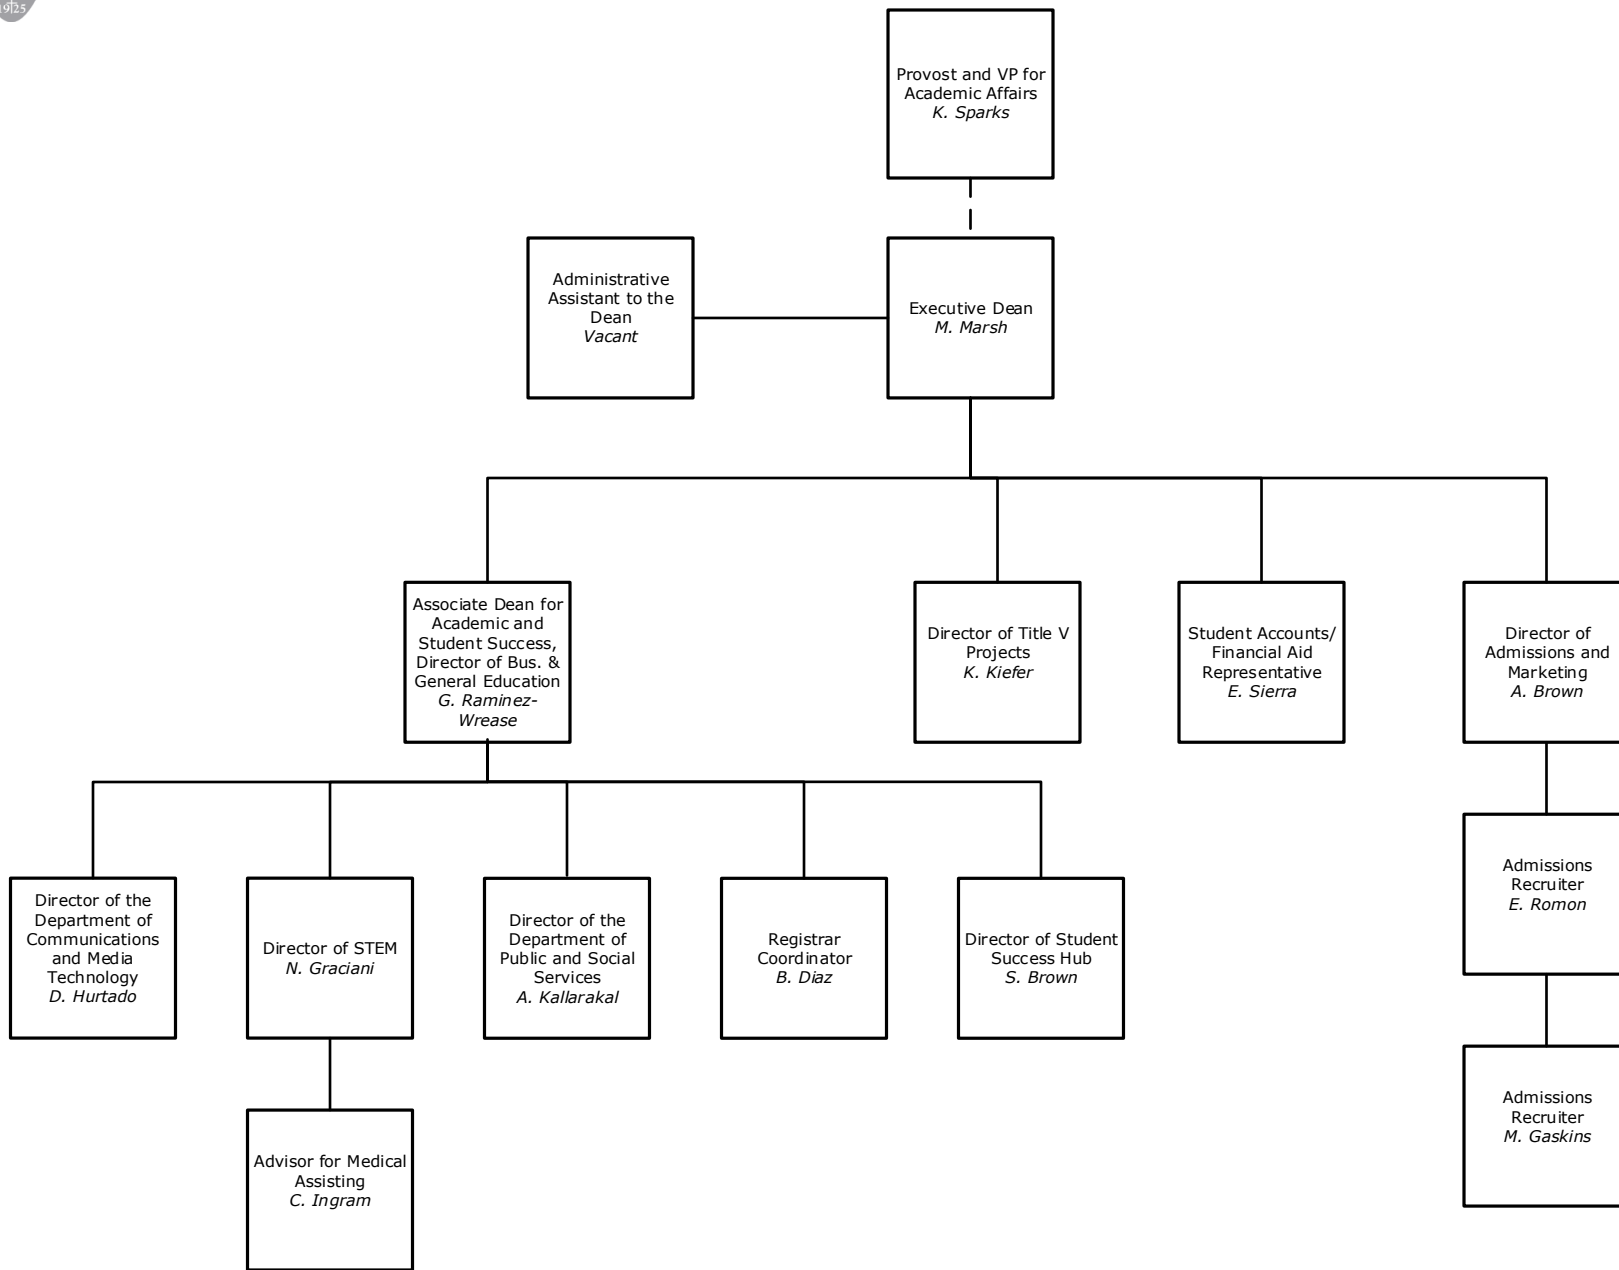 1925
Provost and VP for
Academic Affairs
K. Sparks
Administrative
Assistant to the
Dean
Vacant
Executive Dean
M. Marsh
Associate Dean for
Academic and
Student Success,
Director of Bus. &
General Education
G. Raminez-
Wrease
Director of Title V
Projects
K. Kiefer
Student Accounts/
Financial Aid
Representative
E. Sierra
Director of
Admissions and
Marketing
A. Brown
Admissions
Recruiter
E. Romon
Director of the
Department of
Communications
and Media
Technology
D. Hurtado
Director of STEM
N. Graciani
Director of the
Department of
Public and Social
Services
A. Kallarakal
Registrar
Coordinator
B. Diaz
Director of Student
Success Hub
S. Brown
Admissions
Recruiter
M. Gaskins
Advisor for Medical
Assisting
C. Ingram